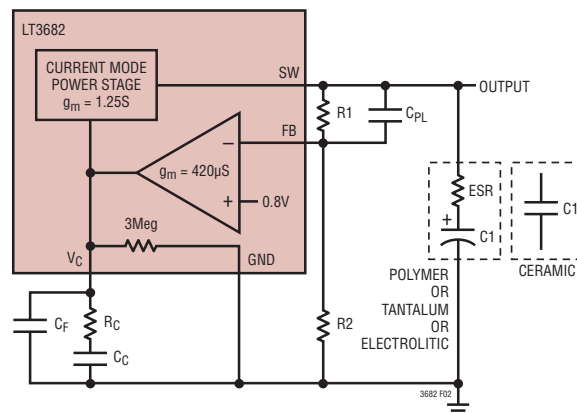 LT3682
CURRENT MODE
POWER STAGE
gm = 1.25S
SW
OUTPUT
R1
CPL
FB
gm = 420µS
−
+
0.8V
3Meg
VC
GND
ESR
+
C1
C1
CERAMIC
POLYMER
OR
TANTALUM
OR
ELECTROLITIC
CF
RC
CC
R2
3682 F02